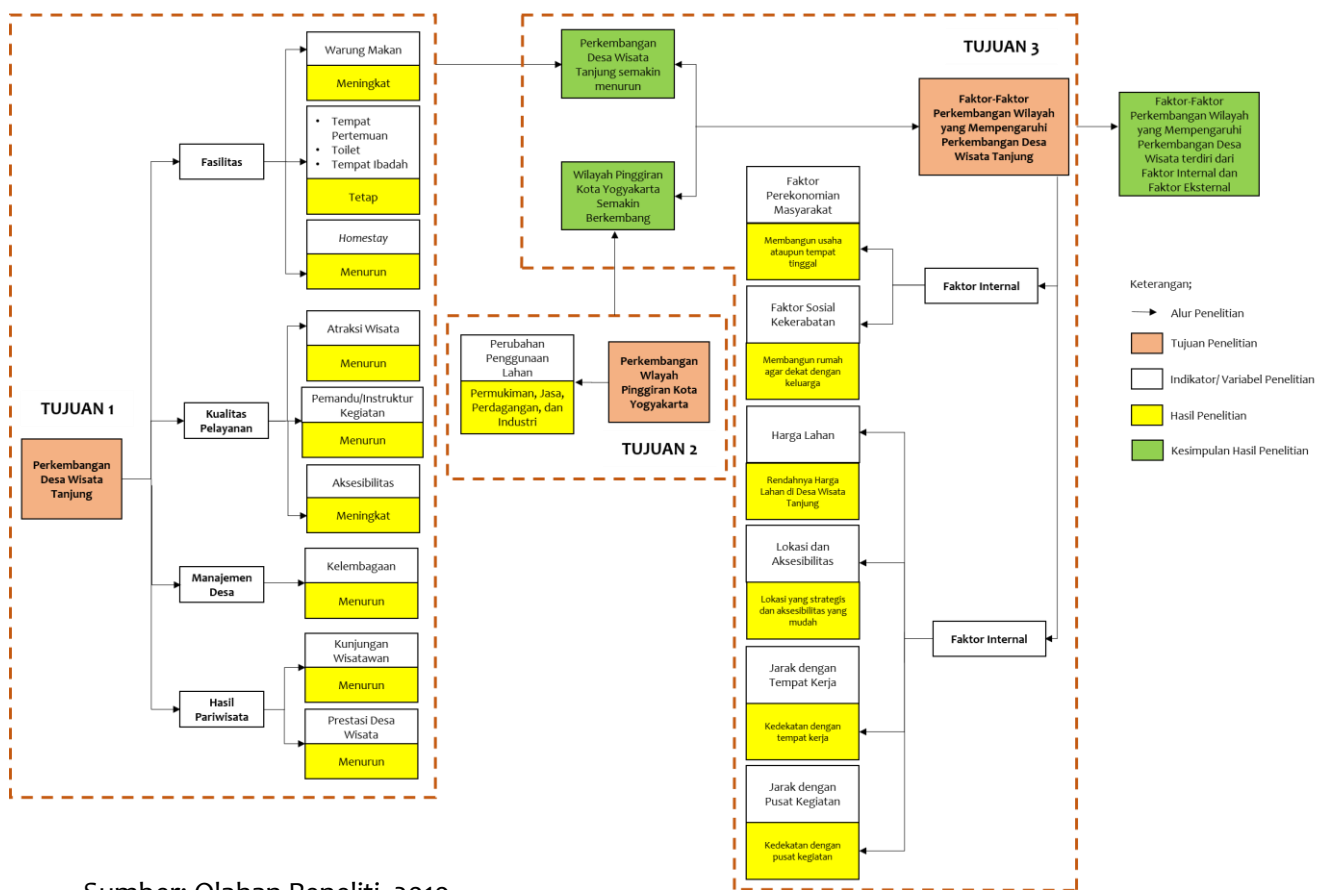 TUJUAN 1
Perkembangan
Desa Wisata
Tanjung
Fasilitas
Warung Makan
Meningkat
• Tempat
Pertemuan
• Toilet
• Tempat Ibadah
Tetap
Homestay
Menurun
Kualitas
Pelayanan
Atraksi Wisata
Menurun
Pemandu/Instruktur
Kegiatan
Menurun
Aksesibilitas
Meningkat
Manajemen
Desa
Kelembagaan
Menurun
Hasil
Pariwisata
Kunjungan
Wisatawan
Menurun
Prestasi Desa
Wisata
Menurun
Perkembangan
Desa Wisata
Tanjung semakin
menurun
Wilayah Pinggiran
Kota Yogyakarta
Semakin
Berkembang
Perubahan
Penggunaan
Lahan
Permukiman, Jasa,
Perdagangan, dan
Industri
Perkembangan
Wlayah
Pinggiran Kota
Yogyakarta
TUJUAN 2
TUJUAN 3
Faktor-Faktor
Perkembangan Wilayah
yang Mempengaruhi
Perkembangan Desa
Wisata Tanjung
Faktor
Perekonomian
Masyarakat
Membangun usaha
ataupun tempat
tinggal
Faktor Sosial
Kekerabatan
Membangun rumah
agar dekat dengan
keluarga
Faktor Internal
Harga Lahan
Rendahnya Harga
Lahan di Desa Wisata
Tanjung
Lokasi dan
Aksesibilitas
Lokasi yang strategis
dan aksesibilitas yang
mudah
Jarak dengan
Tempat Kerja
Kedekatan dengan
tempat kerja
Jarak dengan
Pusat Kegiatan
Kedekatan dengan
pusat kegiatan
Faktor Internal
Faktor-Faktor
Perkembangan Wilayah
yang Mempengaruhi
Perkembangan Desa
Wisata terdiri dari
Faktor Internal dan
Faktor Eksternal
Keterangan;
Alur Penelitian
Tujuan Penelitian
Indikator/ Variabel Penelitian
Hasil Penelitian
Kesimpulan Hasil Penelitian
Sumber: Olahan Peneliti, 2019